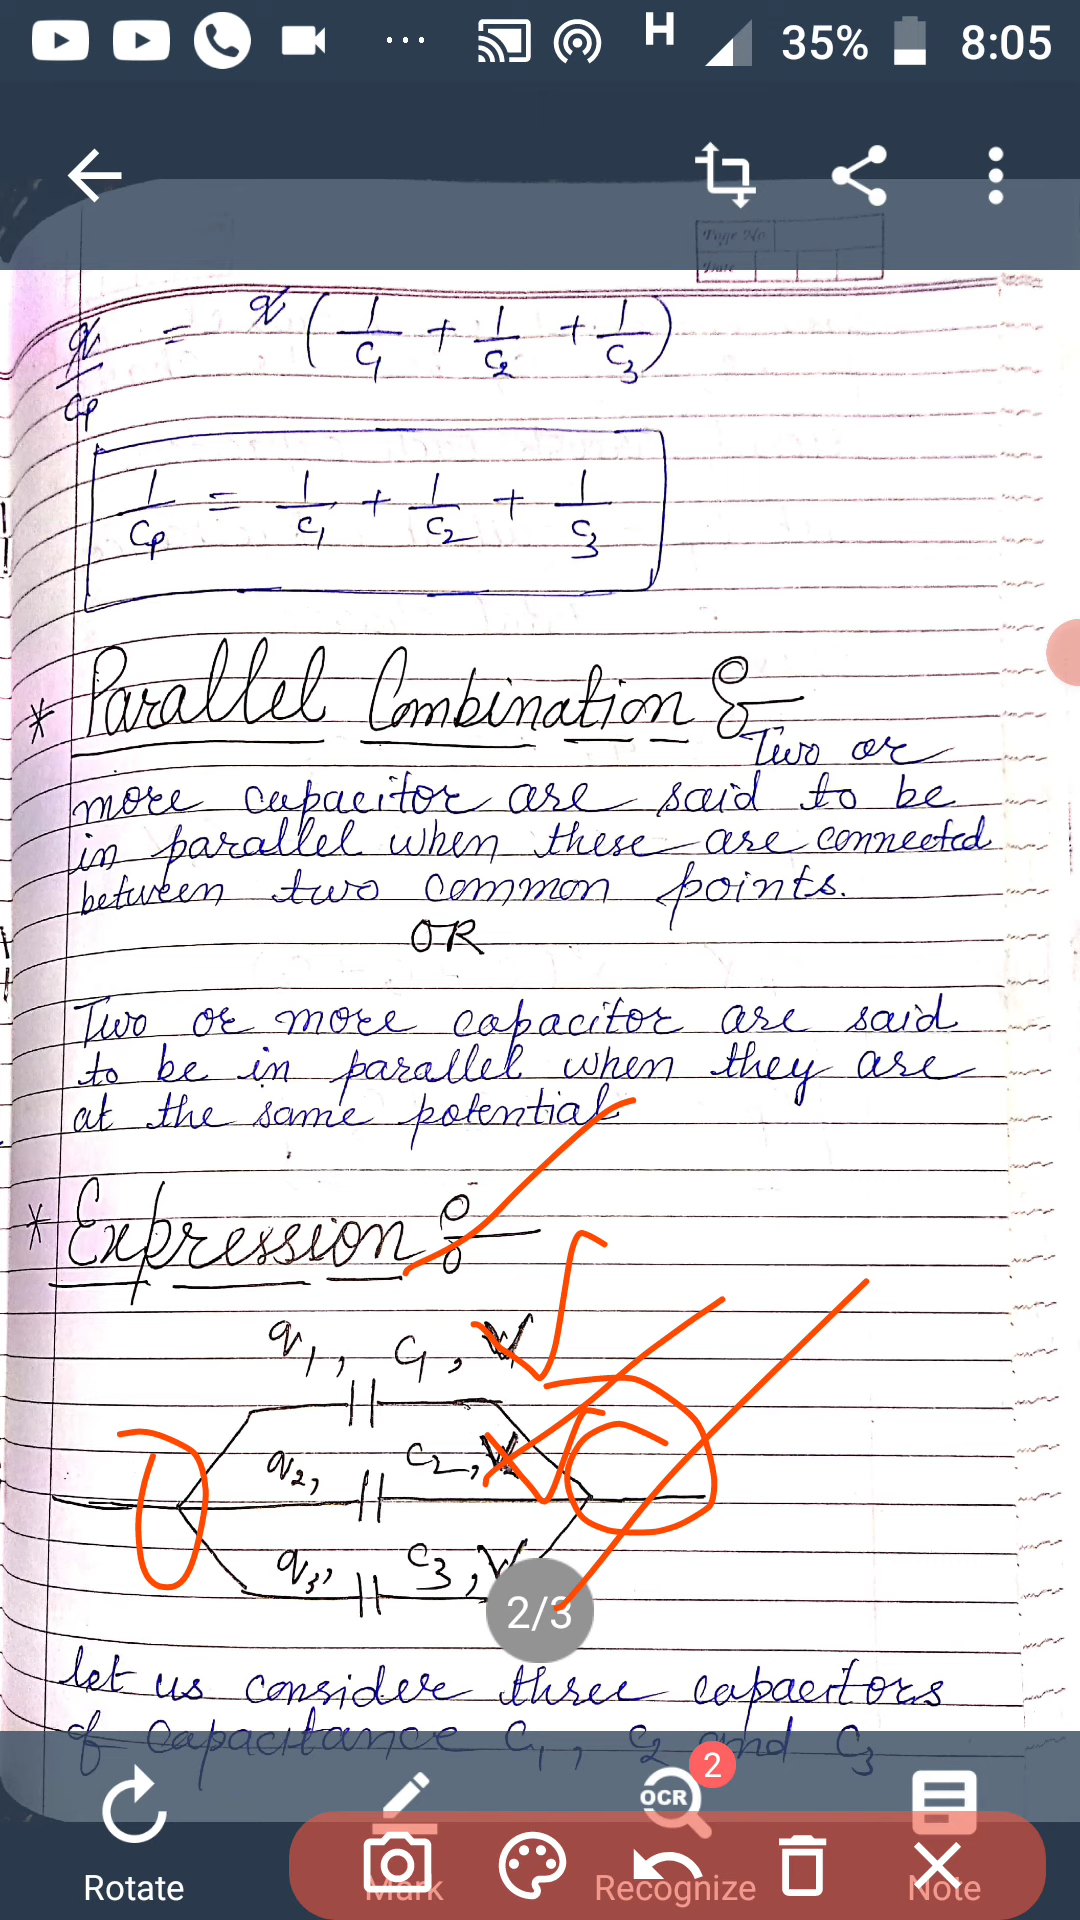 H 35% 8:05
Page No.
Date
q/Cp = q (1/C1 + 1/C2 + 1/C3)
1/Cp = 1/C1 + 1/C2 + 1/C3
* Parallel Combination :-
Two or
more capacitor are said to be
in parallel when these are connected
between two common points.
OR
Two or more capacitor are said
to be in parallel when they are
at the same potential
* Expression :-
q1, C1, V
q2, C2, V
q3, C3, V
2/3
let us consider three capacitors
of capacitance C1, C2 and C3
2
OCR
Rotate Mark Recognize Note